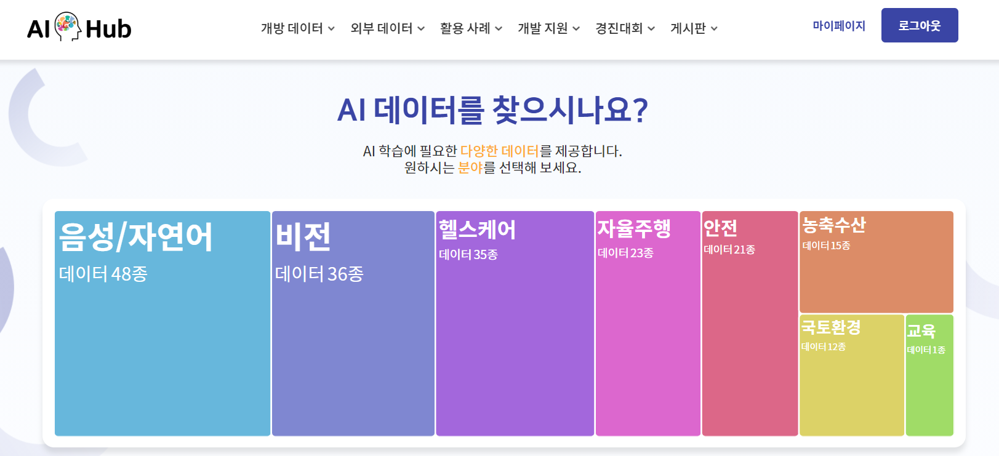 AI Hub
개방 데이터 외부 데이터 활용 사례 개발 지원 경진대회 게시판 마이페이지 로그아웃
AI 데이터를 찾으시나요?
AI 학습에 필요한 다양한 데이터를 제공합니다.
원하시는 분야를 선택해 보세요.
음성/자연어
데이터 48종
비전
데이터 36종
헬스케어
데이터 35종
자율주행
데이터 23종
안전
데이터 21종
농축수산
데이터 15종
국토환경
데이터 12종
교육
데이터 1종